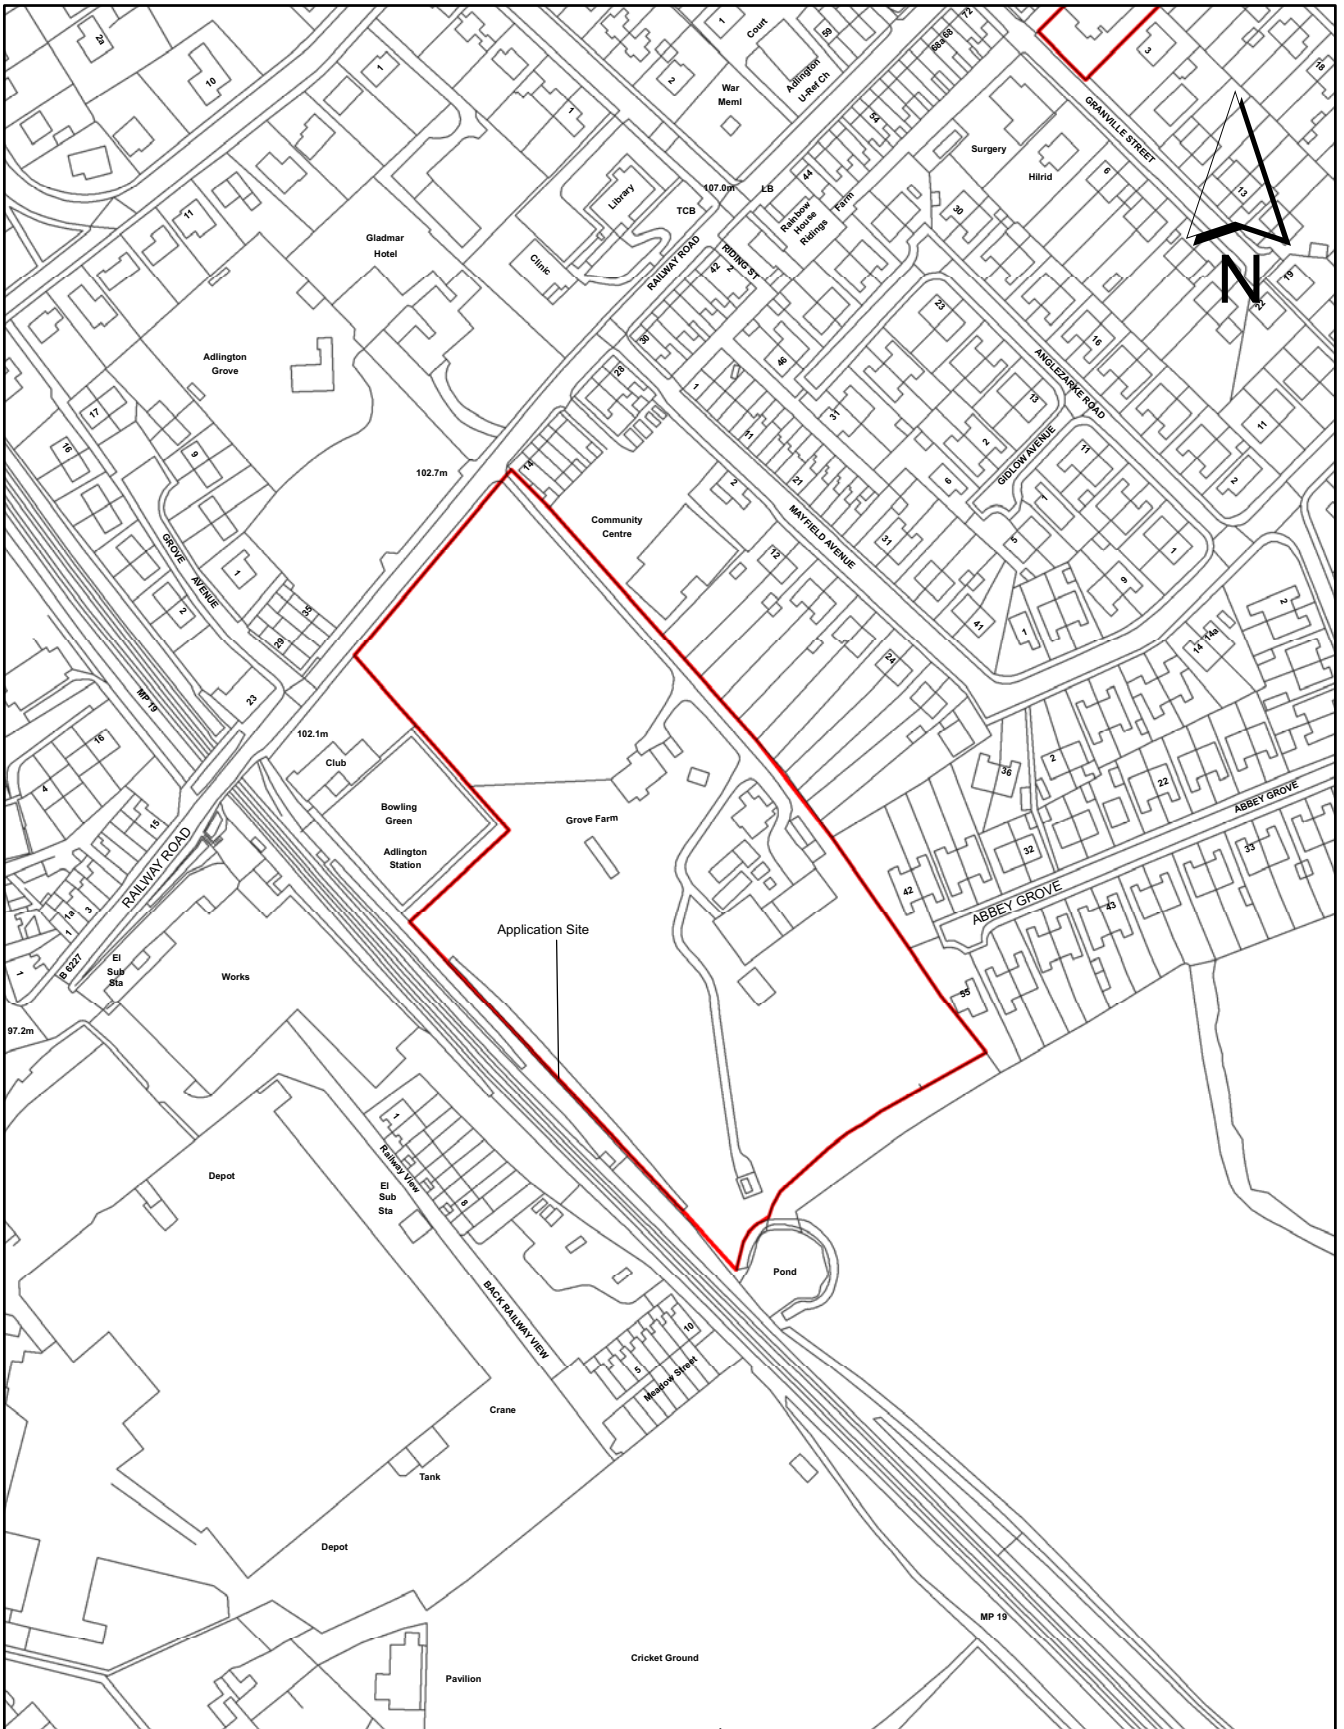 2a
10
1
1
Court
1
2
59
Adlington
U-Ref Ch
War
Meml
72
68a 68
54
3
18
GRANVILLE STREET
Surgery
Hilrid
6
13
N
19
22
30
11
Gladmar
Hotel
Library
TCB
107.0m
LB
44
Rainbow
House
Ridings
Farm
Clinic
RAILWAY ROAD
RIDING ST
42
2
30
28
46
23
16
ANGLEZARKE ROAD
13
11
2
Adlington
Grove
17
16
9
1
11
21
31
2
6
GIDLOW AVENUE
11
1
5
1
9
102.7m
14
Community
Centre
2
MAYFIELD AVENUE
12
31
41
1
24
14
14a
2
GROVE
AVENUE
1
2
35
29
23
MP 19
102.1m
Club
16
4
15
Bowling
Green
Adlington
Station
Grove Farm
36
2
22
ABBEY GROVE
32
33
42
ABBEY GROVE
43
55
RAILWAY ROAD
1a
3
1
1
B 6227
El
Sub
Sta
Works
97.2m
Application Site
Depot
1
Railway View
El
Sub
Sta
8
Pond
BACK RAILWAY VIEW
10
5
Meadow Street
Crane
Tank
Depot
MP 19
Cricket Ground
Pavilion